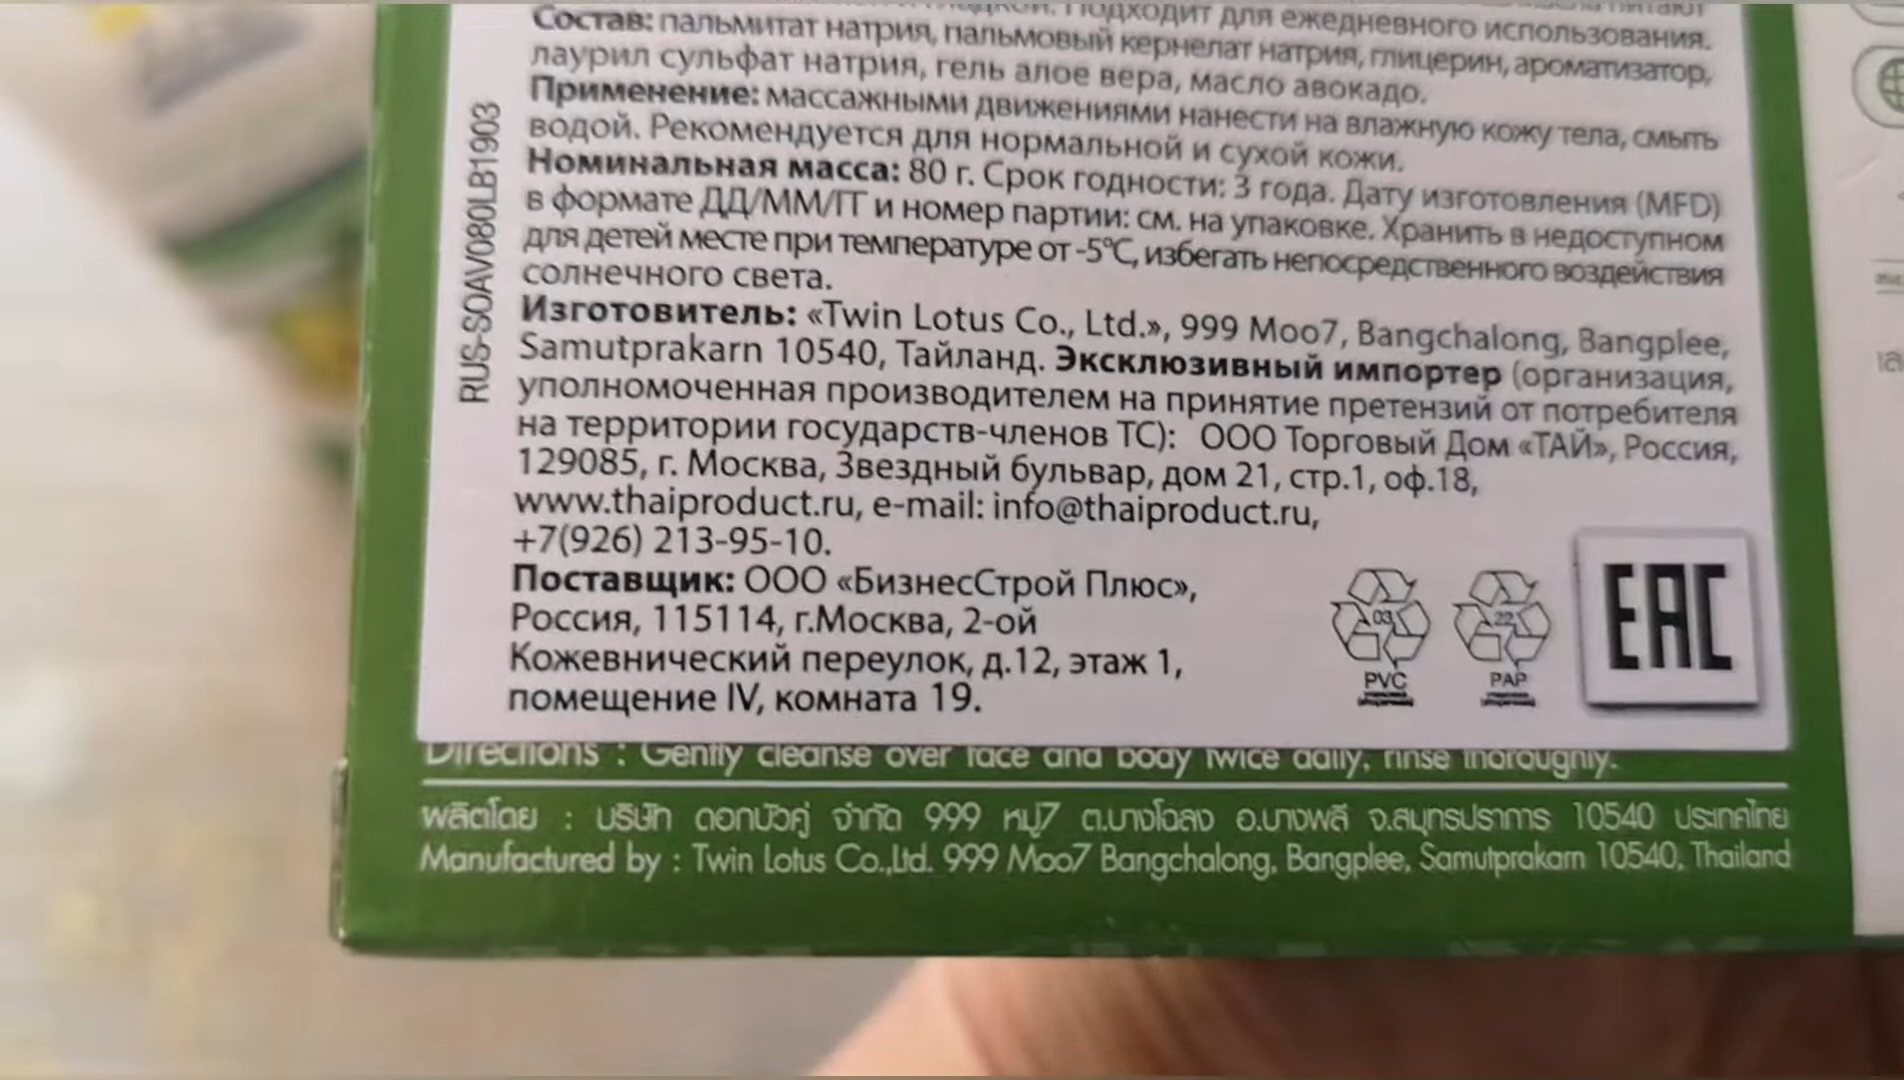 Подходит для ежедневного использования.
Состав: пальмитат натрия, пальмовый кернелат натрия, глицерин, ароматизатор,
лаурил сульфат натрия, гель алое вера, масло авокадо.
Применение: массажными движениями нанести на влажную кожу тела, смыть
водой. Рекомендуется для нормальной и сухой кожи.
Номинальная масса: 80 г. Срок годности: 3 года. Дату изготовления (MFD)
в формате ДД/ММ/ГГ и номер партии: см. на упаковке. Хранить в недоступном
для детей месте при температуре от -5°С, избегать непосредственного воздействия
солнечного света.
Изготовитель: «Twin Lotus Co., Ltd.», 999 Moo7, Bangchalong, Bangplee,
Samutprakarn 10540, Тайланд. Эксклюзивный импортер (организация,
уполномоченная производителем на принятие претензий от потребителя
на территории государств-членов ТС): ООО Торговый Дом «ТАЙ», Россия,
129085, г. Москва, Звездный бульвар, дом 21, стр.1, оф.18,
www.thaiproduct.ru, e-mail: info@thaiproduct.ru,
+7(926) 213-95-10.
Поставщик: ООО «БизнесСтрой Плюс»,
Россия, 115114, г.Москва, 2-ой
Кожевнический переулок, д.12, этаж 1,
помещение IV, комната 19.
RUS-SOAV080LB1903
03 22
PVC PAP
EAC
Directions : Gently cleanse over face and body twice daily, rinse thoroughly.
ผลิตโดย : บริษัท ดอกบัวคู่ จำกัด 999 หมู่7 ต.บางโฉลง อ.บางพลี จ.สมุทรปราการ 10540 ประเทศไทย
Manufactured by : Twin Lotus Co.,Ltd. 999 Moo7 Bangchalong, Bangplee, Samutprakarn 10540, Thailand